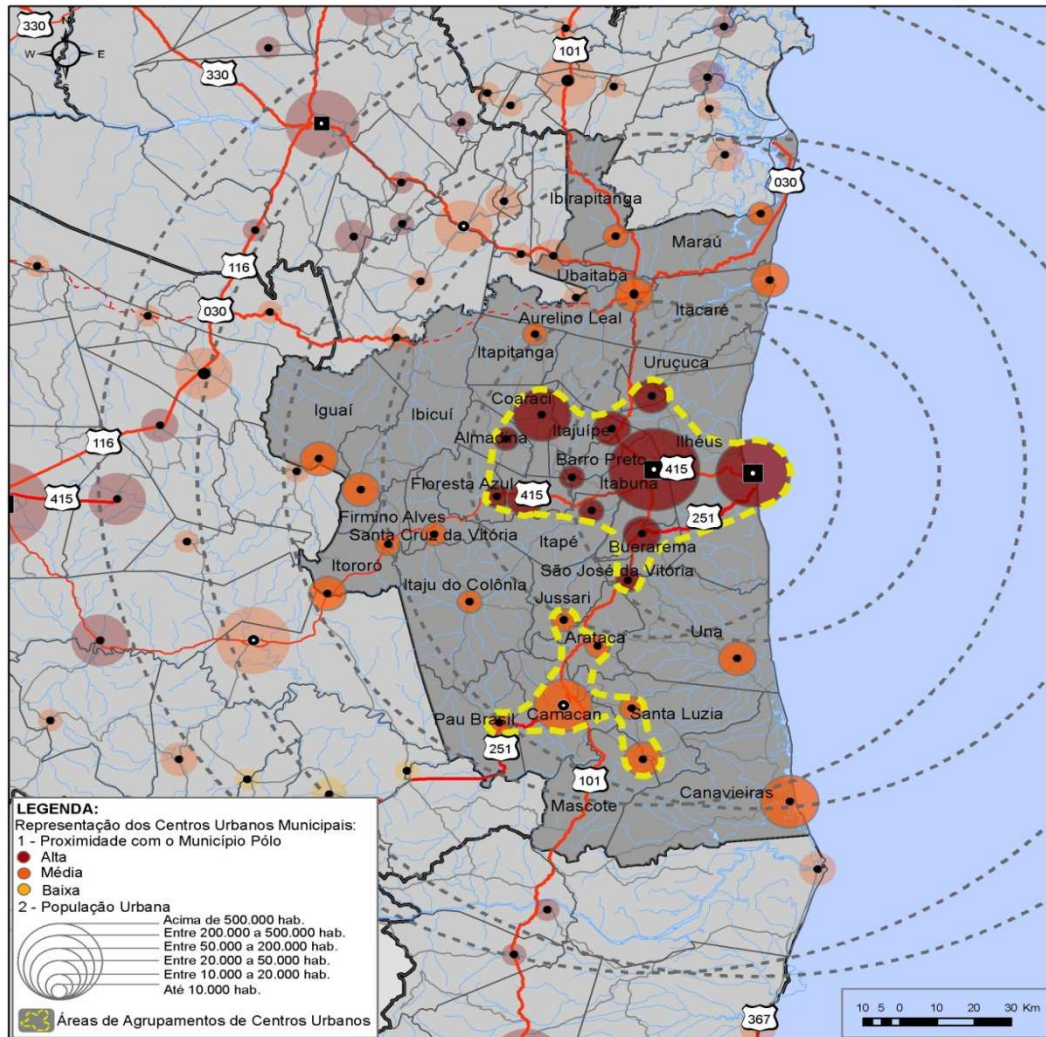 330
W
E
330
101
030
Ibirapitanga
Maraú
116
Ubaitaba
030
Aurelino Leal
Itacaré
Itapitanga
Uruçuca
Iguaí
Ibicuí
Coaraci
Almadina
Itajuípe
Ilhéus
116
Barro Preto
415
415
Floresta Azul
415
Itabuna
251
Firmino Alves
Santa Cruz da Vitória
Itapé
Buerarema
Itororó
São José da Vitória
Itaju do Colônia
Jussari
Arataca
Una
Pau Brasil
Camacan
Santa Luzia
251
101
Mascote
Canavieiras
LEGENDA:
Representação dos Centros Urbanos Municipais:
1 - Proximidade com o Município Pólo
Alta
Média
Baixa
2 - População Urbana
Acima de 500.000 hab.
Entre 200.000 a 500.000 hab.
Entre 50.000 a 200.000 hab.
Entre 20.000 a 50.000 hab.
Entre 10.000 a 20.000 hab.
Até 10.000 hab.
Áreas de Agrupamentos de Centros Urbanos
367
10 5 0 10 20 30 Km